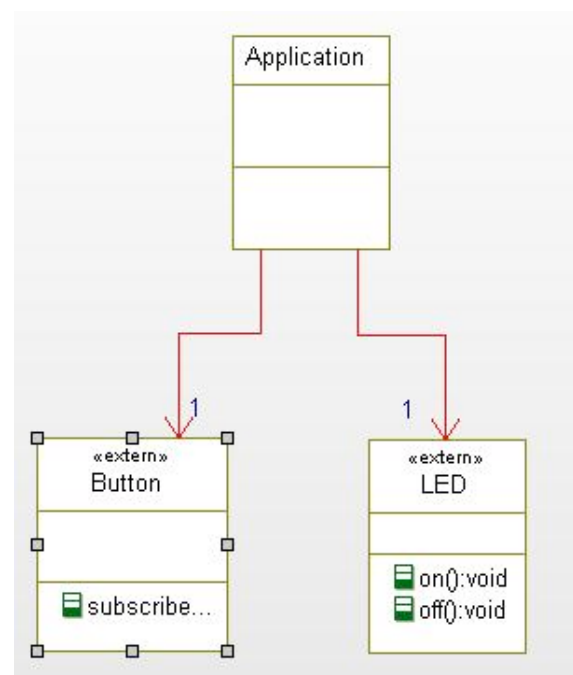 Application
1
1
«extern»
Button
subscribe...
«extern»
LED
on():void
off():void